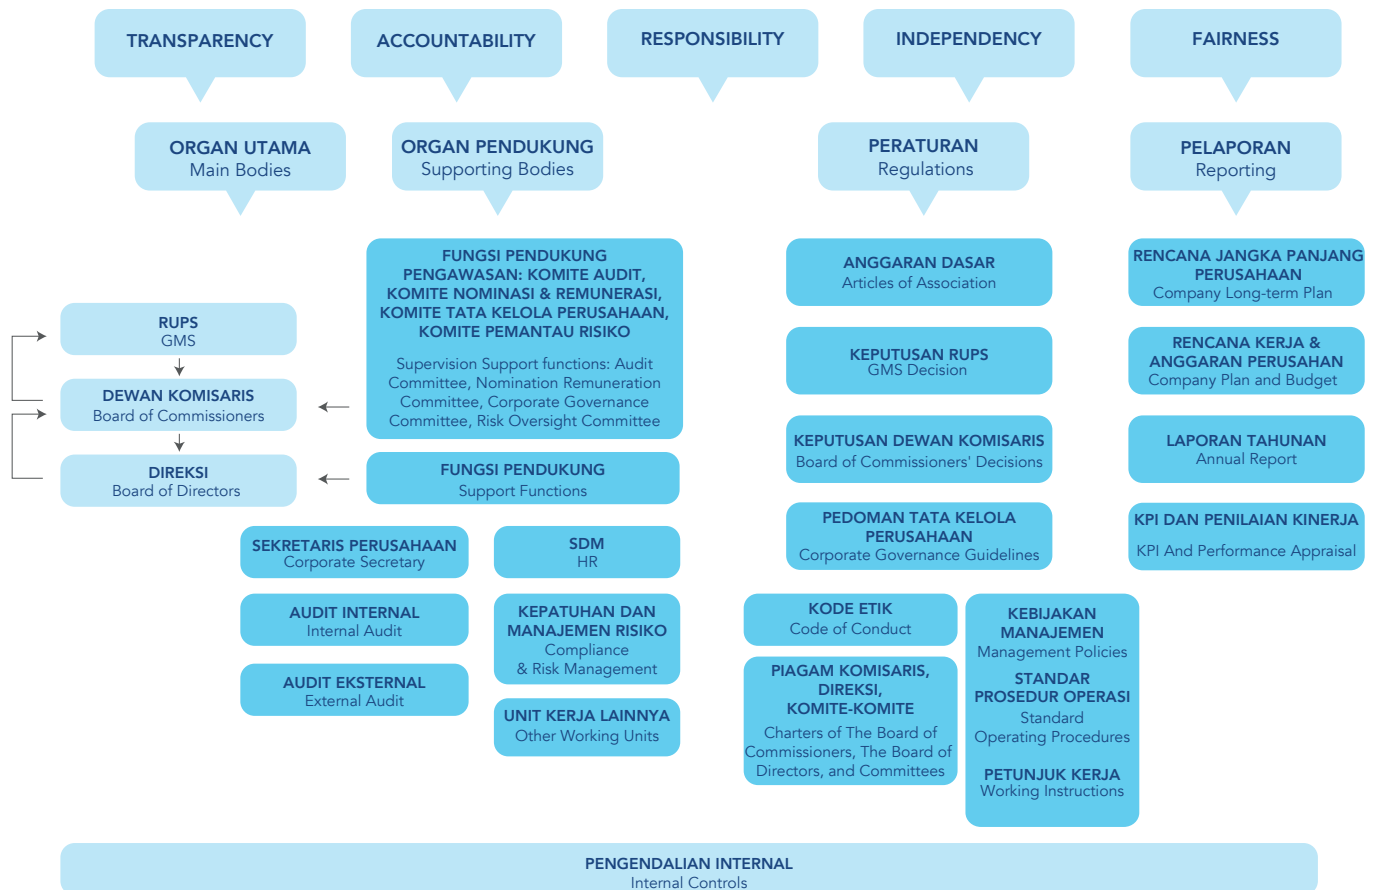 TRANSPARENCY
ACCOUNTABILITY
RESPONSIBILITY
INDEPENDENCY
FAIRNESS
ORGAN UTAMA
Main Bodies
ORGAN PENDUKUNG
Supporting Bodies
PERATURAN
Regulations
PELAPORAN
Reporting
RUPS
GMS
DEWAN KOMISARIS
Board of Commissioners
DIREKSI
Board of Directors
FUNGSI PENDUKUNG
PENGAWASAN: KOMITE AUDIT,
KOMITE NOMINASI & REMUNERASI,
KOMITE TATA KELOLA PERUSAHAAN,
KOMITE PEMANTAU RISIKO
Supervision Support functions: Audit
Committee, Nomination Remuneration
Committee, Corporate Governance
Committee, Risk Oversight Committee
FUNGSI PENDUKUNG
Support Functions
SEKRETARIS PERUSAHAAN
Corporate Secretary
AUDIT INTERNAL
Internal Audit
AUDIT EKSTERNAL
External Audit
SDM
HR
KEPATUHAN DAN
MANAJEMEN RISIKO
Compliance
& Risk Management
UNIT KERJA LAINNYA
Other Working Units
ANGGARAN DASAR
Articles of Association
KEPUTUSAN RUPS
GMS Decision
KEPUTUSAN DEWAN KOMISARIS
Board of Commissioners' Decisions
PEDOMAN TATA KELOLA
PERUSAHAAN
Corporate Governance Guidelines
KODE ETIK
Code of Conduct
PIAGAM KOMISARIS,
DIREKSI,
KOMITE-KOMITE
Charters of The Board of
Commissioners, The Board of
Directors, and Committees
KEBIJAKAN
MANAJEMEN
Management Policies
STANDAR
PROSEDUR OPERASI
Standard
Operating Procedures
PETUNJUK KERJA
Working Instructions
RENCANA JANGKA PANJANG
PERUSAHAAN
Company Long-term Plan
RENCANA KERJA &
ANGGARAN PERUSAHAN
Company Plan and Budget
LAPORAN TAHUNAN
Annual Report
KPI DAN PENILAIAN KINERJA
KPI And Performance Appraisal
PENGENDALIAN INTERNAL
Internal Controls